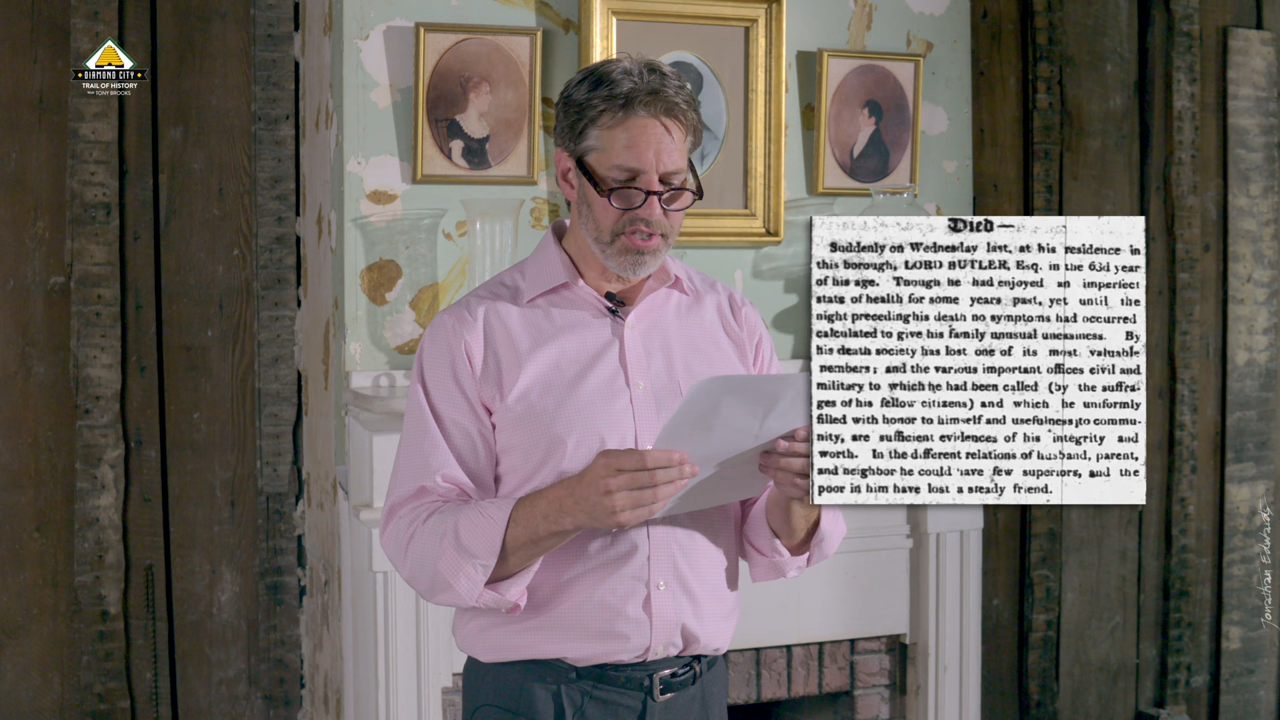 DIAMOND CITY
TRAIL OF HISTORY
WITH TONY BROOKS
Died—
Suddenly on Wednesday last, at his residence in
this borough, LORD BUTLER, Esq. in the 63d year
of his age. Though he had enjoyed an imperfect
state of health for some years past, yet until the
night preceding his death no symptoms had occurred
calculated to give his family unusual uneasiness. By
his death society has lost one of its most valuable
members; and the various important offices civil and
military to which he had been called (by the suffra-
ges of his fellow citizens) and which he uniformly
filled with honor to himself and usefulness to commu-
nity, are sufficient evidences of his integrity and
worth. In the different relations of husband, parent,
and neighbor he could have few superiors, and the
poor in him have lost a steady friend.
Jonathan Edwards